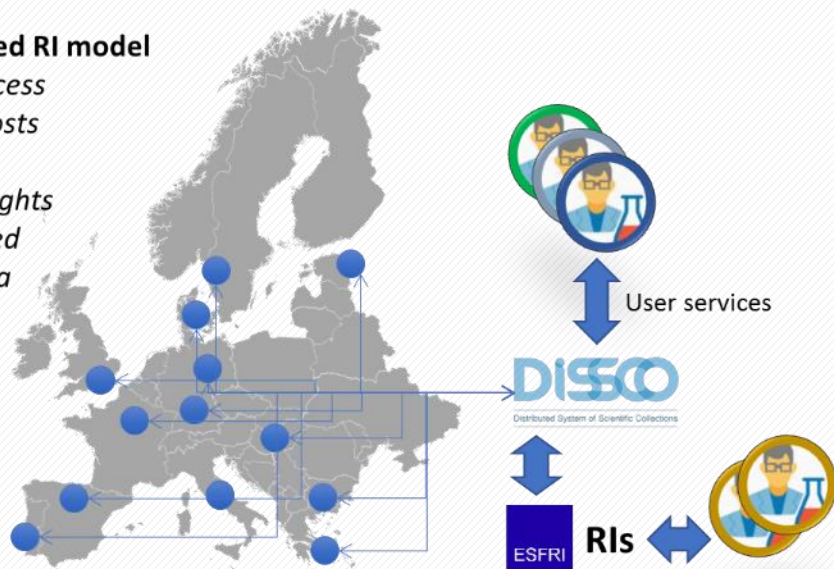 ed RI model
cess
osts
ghts
ed
a
User services
DiSSCo
Distributed System of Scientific Collections
ESFRI
RIs